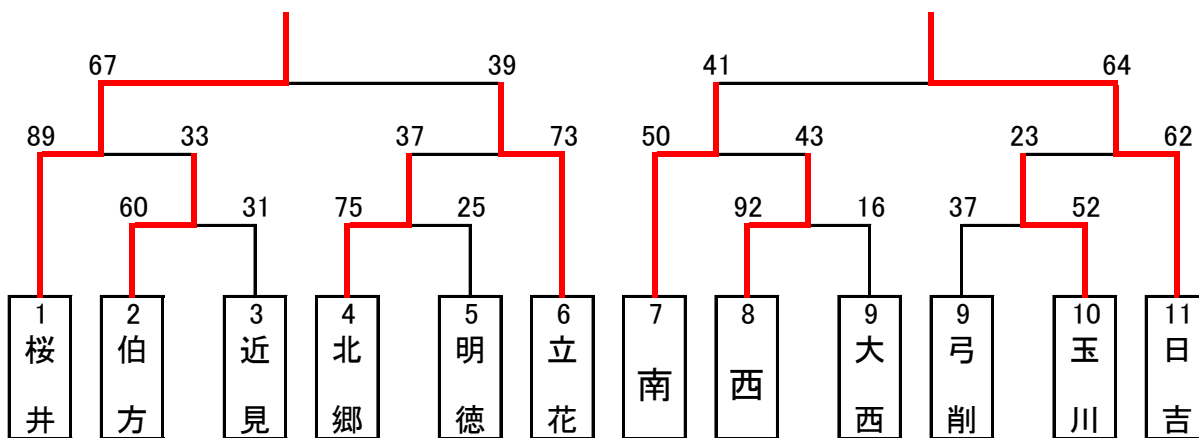 67 39 41 64
89 33 37 73 50 43 23 62
60 31 75 25 92 16 37 52
1 2 3 4 5 6 7 8 9 9 10 11
桜井
伯方
近見
北郷
明徳
立花
南
西
大西
弓削
玉川
日吉